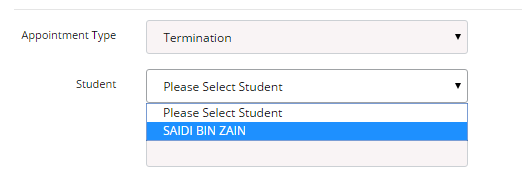 Appointment Type
Termination
Student
Please Select Student
Please Select Student
SAIDI BIN ZAIN